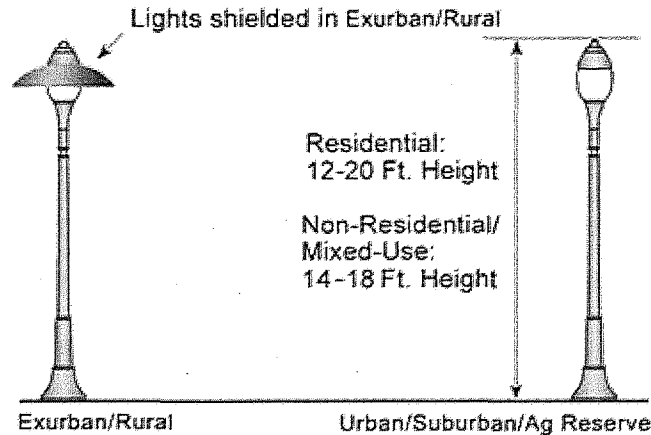 Lights shielded in Exurban/Rural
Residential:
12-20 Ft. Height
Non-Residential/
Mixed-Use:
14-18 Ft. Height
Exurban/Rural
Urban/Suburban/Ag Reserve